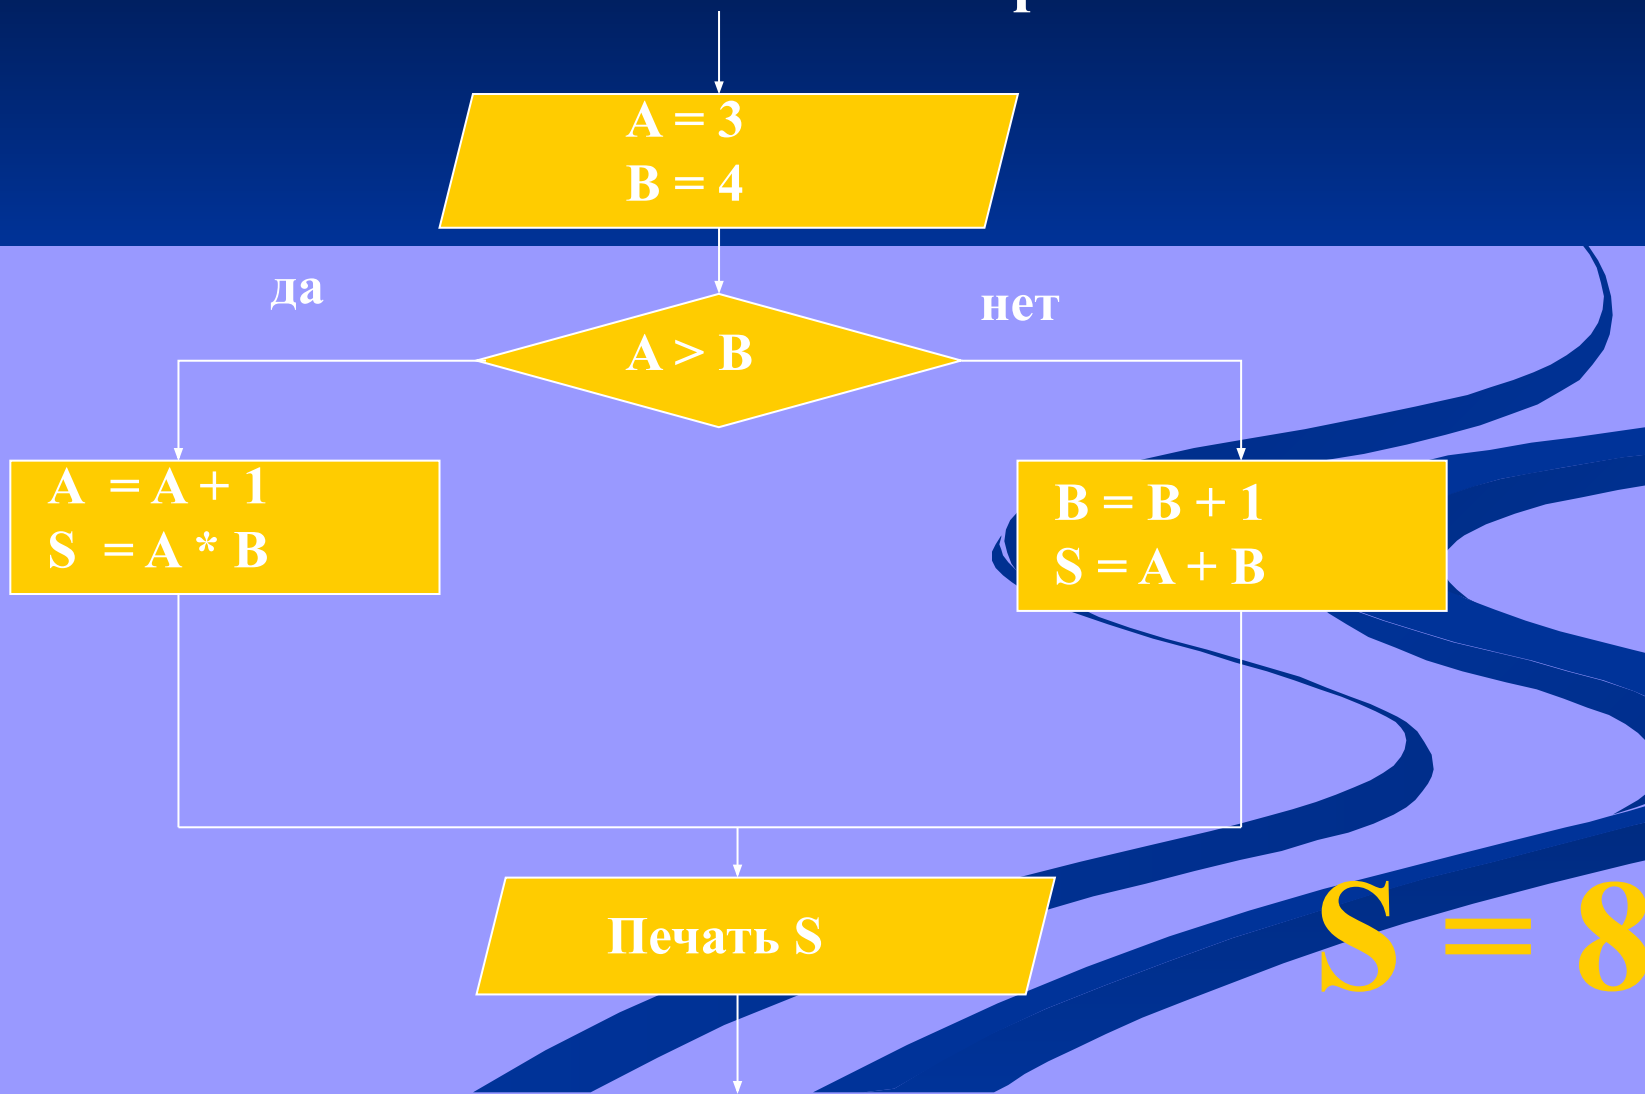 A = 3
B = 4
да
нет
A > B
A = A + 1
S = A * B
B = B + 1
S = A + B
Печать S
S = 8